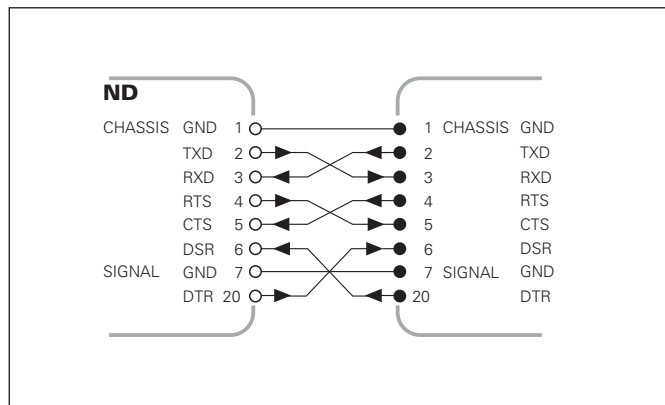 ND
CHASSIS GND 1 1 CHASSIS GND
TXD 2 2 TXD
RXD 3 3 RXD
RTS 4 4 RTS
CTS 5 5 CTS
DSR 6 6 DSR
SIGNAL GND 7 7 SIGNAL GND
DTR 20 20 DTR